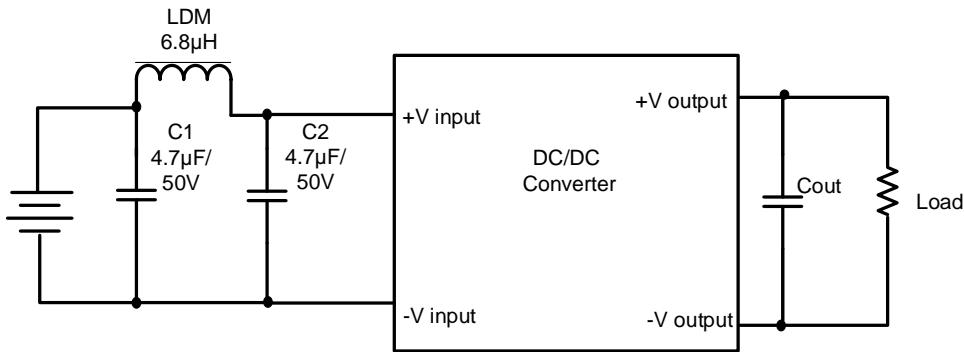 LDM
6.8µH
C1
4.7µF/
50V
C2
4.7µF/
50V
+V input
-V input
DC/DC
Converter
+V output
-V output
Cout
Load